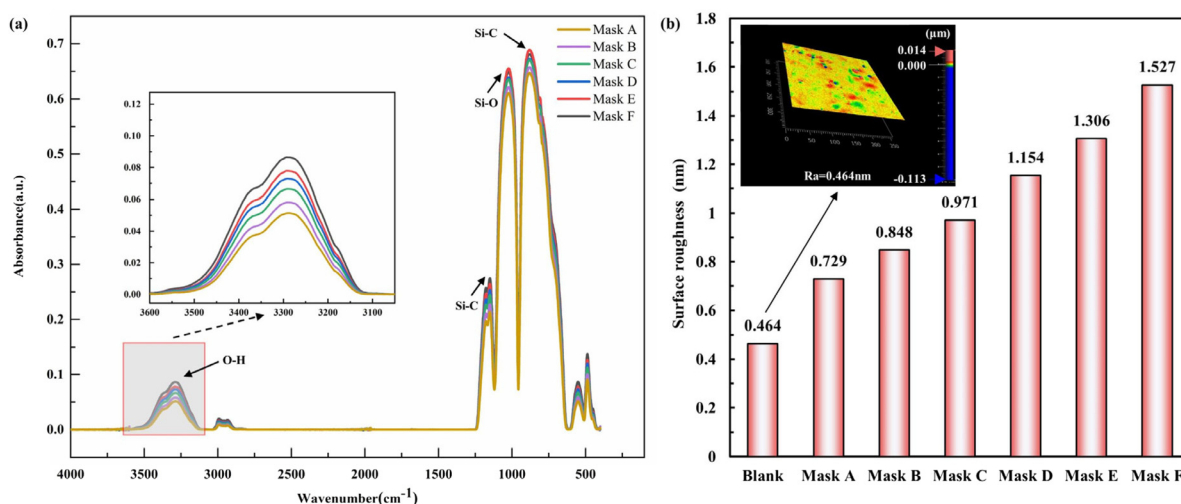 (a)
Absorbance(a.u.)
0.7
0.6
0.5
0.4
0.3
0.2
0.1
0.0
4000 3500 3000 2500 2000 1500 1000 500
Wavenumber(cm-1)
Si-C
Si-O
Si-C
O-H
Mask A
Mask B
Mask C
Mask D
Mask E
Mask F
0.12
0.10
0.08
0.06
0.04
0.02
0.00
3600 3500 3400 3300 3200 3100
(b)
Surface roughness (nm)
1.8
1.6
1.4
1.2
1
0.8
0.6
0.4
0.2
0
(μm)
0.014
0.000
-0.113
Ra=0.464nm
0.464
0.729
0.848
0.971
1.154
1.306
1.527
Blank Mask A Mask B Mask C Mask D Mask E Mask F